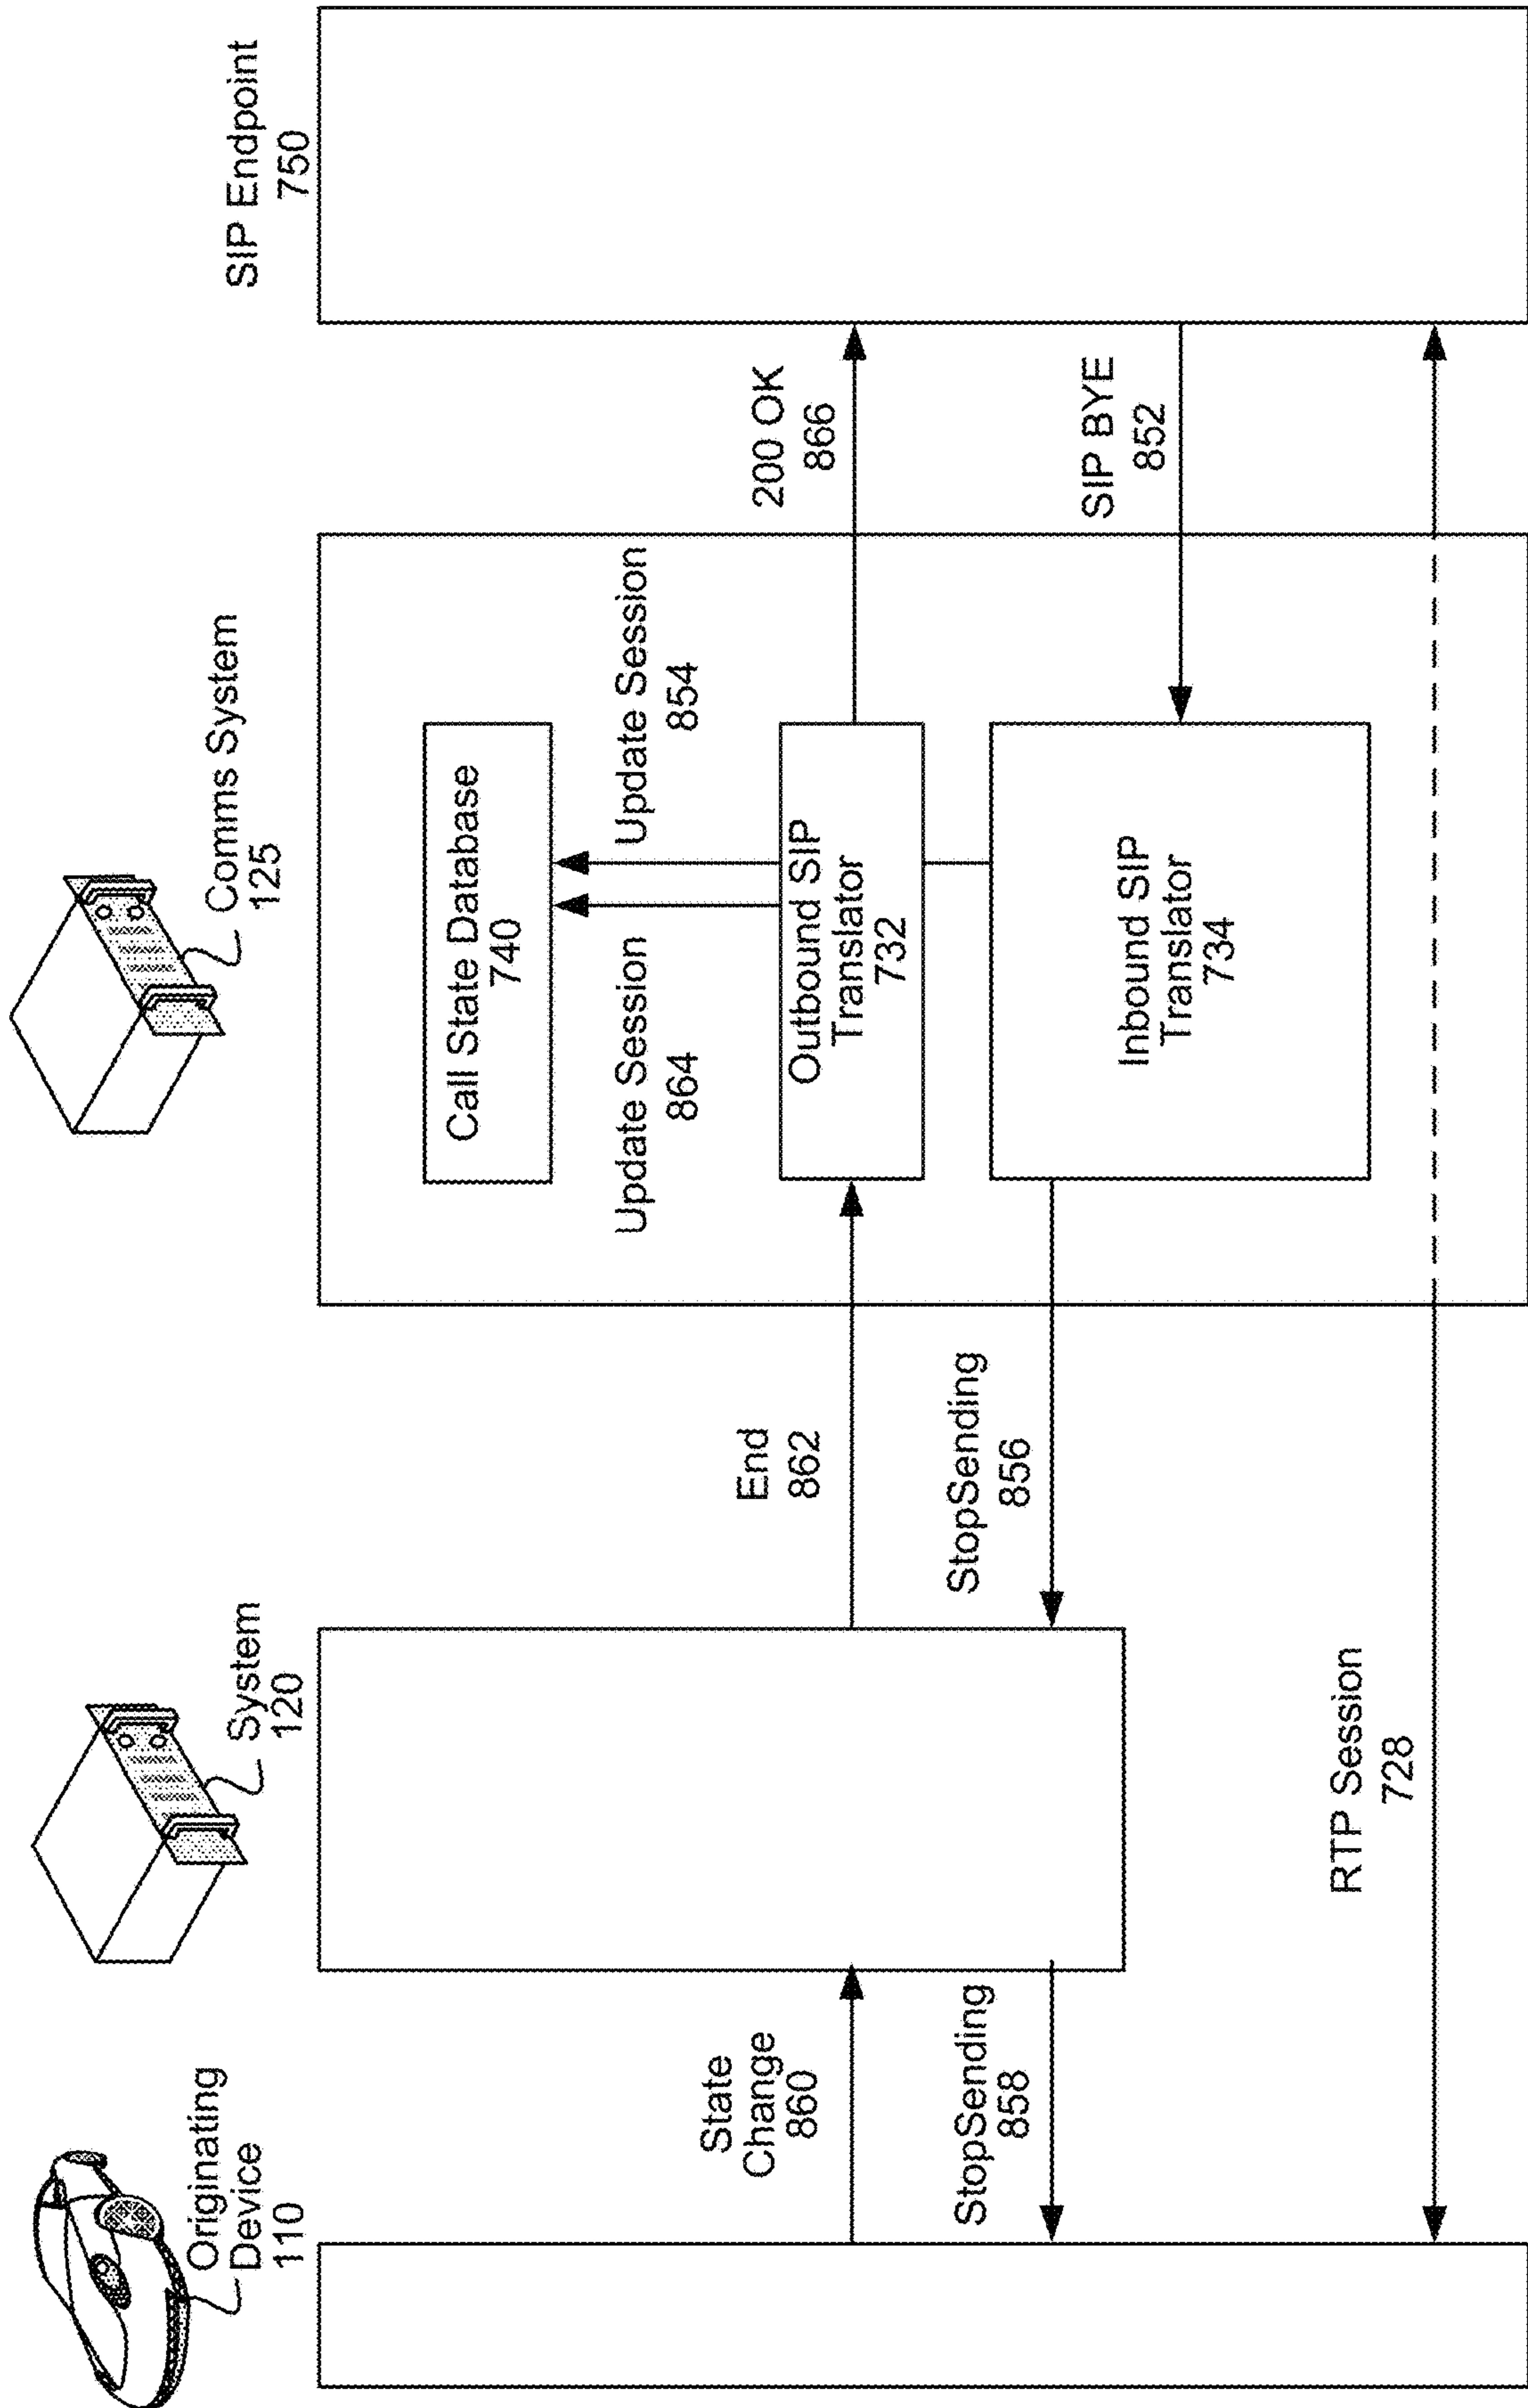 Originating
Device
110
System
120
Comms System
125
SIP Endpoint
750
Call State Database
740
Update Session
864
Update Session
854
State
Change
860
End
862
Outbound SIP
Translator
732
200 OK
866
StopSending
858
StopSending
856
Inbound SIP
Translator
734
SIP BYE
852
RTP Session
728